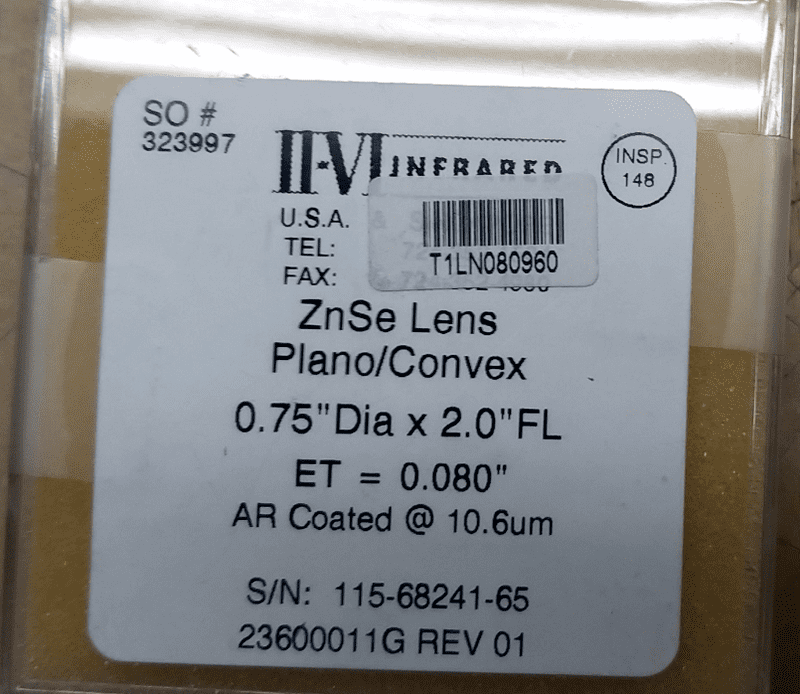 SO #
323997
II-VI INFRARED
INSP.
148
U.S.A.
TEL:
FAX:
T1LN080960
ZnSe Lens
Plano/Convex
0.75"Dia x 2.0"FL
ET = 0.080"
AR Coated @ 10.6um
S/N: 115-68241-65
23600011G REV 01